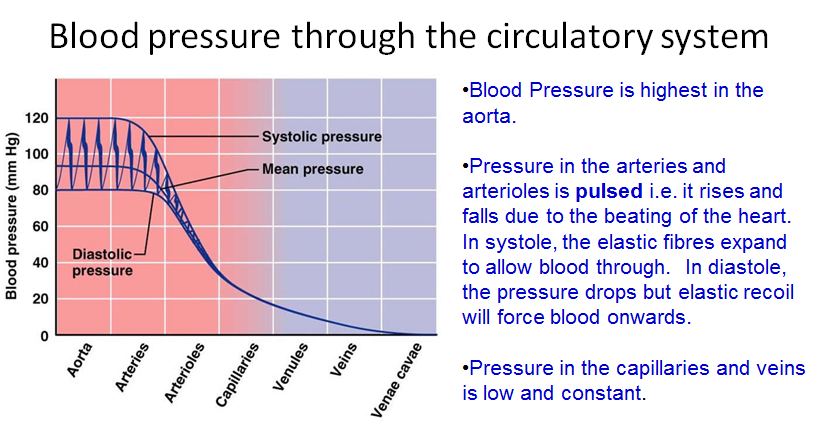 Blood pressure through the circulatory system
Blood pressure (mm Hg)
120
100
80
60
40
20
0
Systolic pressure
Mean pressure
Diastolic
pressure
Aorta
Arteries
Arterioles
Capillaries
Venules
Veins
Venae cavae
•Blood Pressure is highest in the
aorta.
•Pressure in the arteries and
arterioles is pulsed i.e. it rises and
falls due to the beating of the heart.
In systole, the elastic fibres expand
to allow blood through. In diastole,
the pressure drops but elastic recoil
will force blood onwards.
•Pressure in the capillaries and veins
is low and constant.